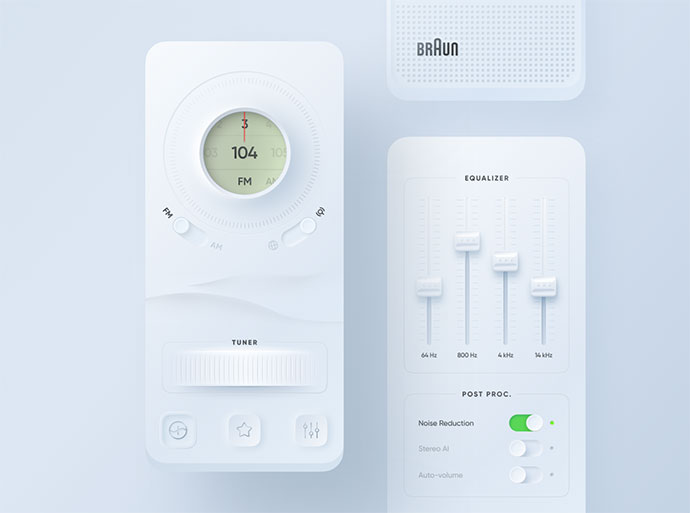 BRAUN
3
103 104 105
FM AM
FM
AM
TUNER
EQUALIZER
64 Hz 800 Hz 4 kHz 14 kHz
POST PROC.
Noise Reduction
Stereo AI
Auto-volume